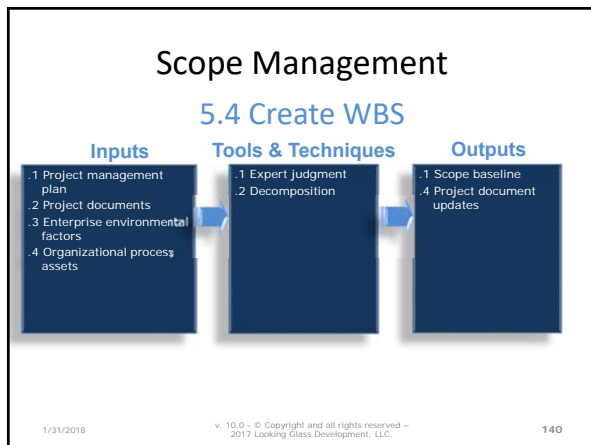 Scope Management
5.4 Create WBS
Inputs
.1 Project management
plan
.2 Project documents
.3 Enterprise environmental
factors
.4 Organizational process
assets
Tools & Techniques
.1 Expert judgment
.2 Decomposition
Outputs
.1 Scope baseline
.4 Project document
updates
1/31/2018
v. 10.0 - © Copyright and all rights reserved –
2017 Looking Glass Development, LLC.
140